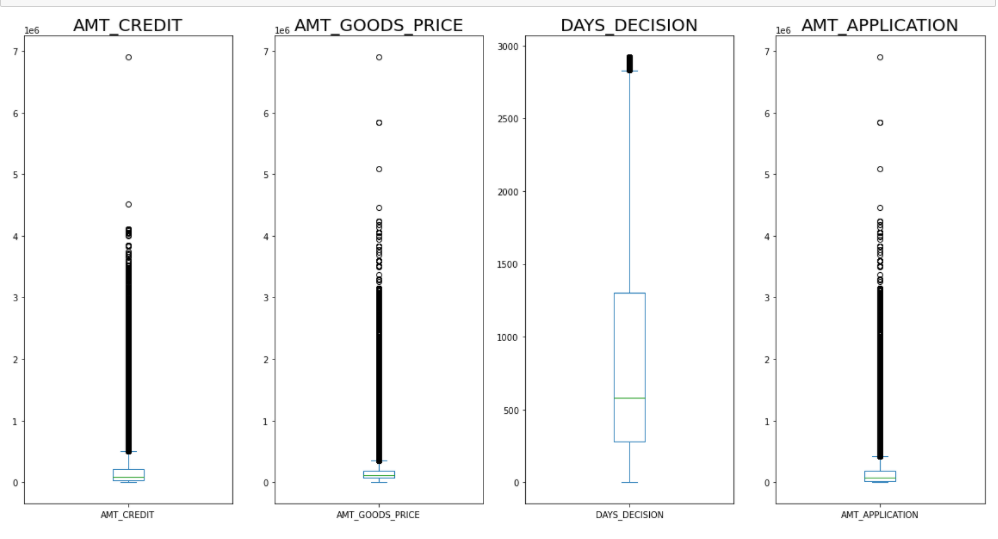 AMT_CREDIT
1e6
7
6
5
4
3
2
1
0
AMT_CREDIT
AMT_GOODS_PRICE
1e6
7
6
5
4
3
2
1
0
AMT_GOODS_PRICE
DAYS_DECISION
3000
2500
2000
1500
1000
500
0
DAYS_DECISION
AMT_APPLICATION
1e6
7
6
5
4
3
2
1
0
AMT_APPLICATION